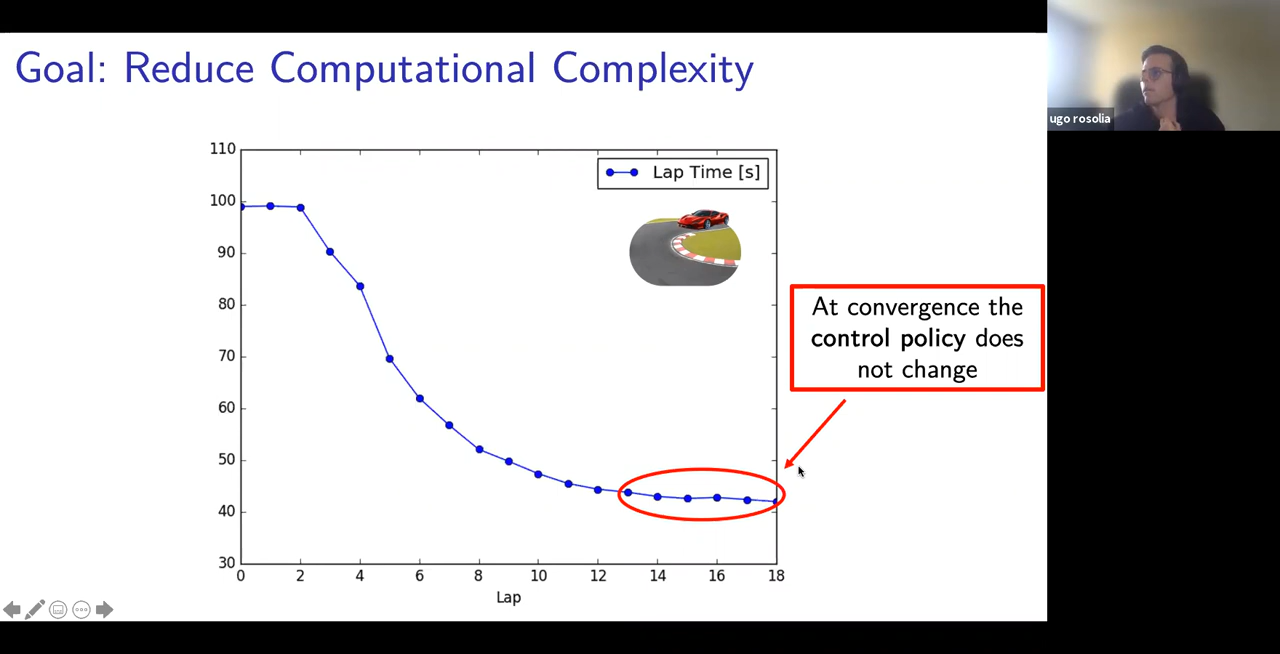 Goal: Reduce Computational Complexity
ugo rosolia
110
100
90
80
70
60
50
40
30
0 2 4 6 8 10 12 14 16 18
Lap
Lap Time [s]
At convergence the
control policy does
not change